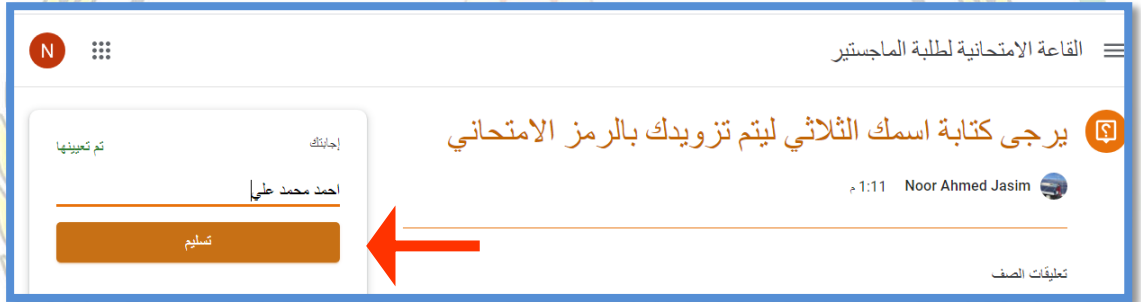 القاعة الامتحانية لطلبة الماجستير
N
يرجى كتابة اسمك الثلاثي ليتم تزويدك بالرمز الامتحاني
Noor Ahmed Jasim 1:11 م
تعليقات الصف
إجابتك
تم تعيينها
احمد محمد علي
تسليم